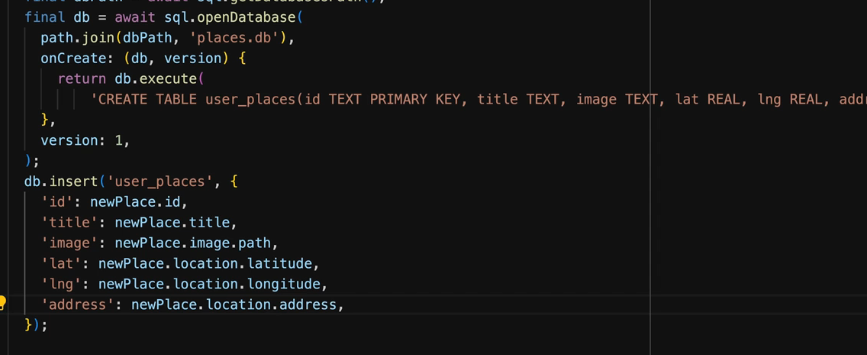 final db = await sql.openDatabase(
path.join(dbPath, 'places.db'),
onCreate: (db, version) {
return db.execute(
'CREATE TABLE user_places(id TEXT PRIMARY KEY, title TEXT, image TEXT, lat REAL, lng REAL,
},
version: 1,
);
db.insert('user_places', {
'id': newPlace.id,
'title': newPlace.title,
'image': newPlace.image.path,
'lat': newPlace.location.latitude,
'lng': newPlace.location.longitude,
'address': newPlace.location.address,
});